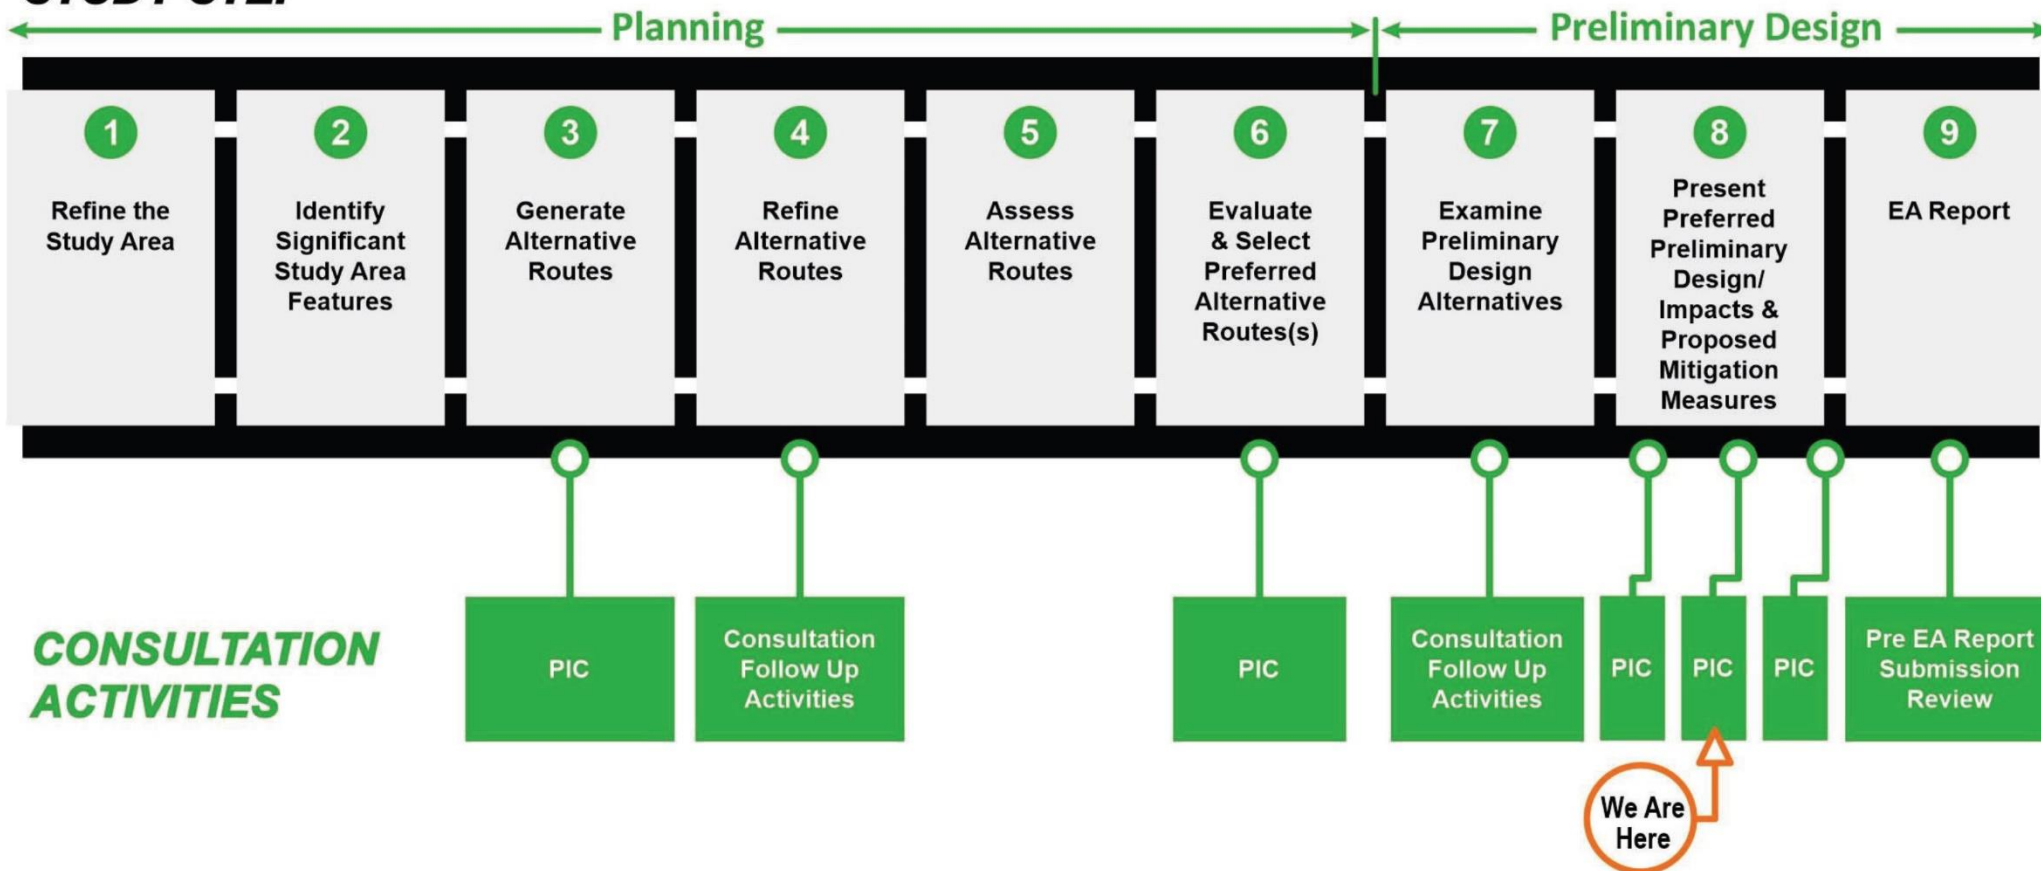 Planning
Preliminary Design
1
Refine the
Study Area
2
Identify
Significant
Study Area
Features
3
Generate
Alternative
Routes
4
Refine
Alternative
Routes
5
Assess
Alternative
Routes
6
Evaluate
& Select
Preferred
Alternative
Routes(s)
7
Examine
Preliminary
Design
Alternatives
8
Present
Preferred
Preliminary
Design/
Impacts &
Proposed
Mitigation
Measures
9
EA Report
CONSULTATION
ACTIVITIES
PIC
Consultation
Follow Up
Activities
PIC
Consultation
Follow Up
Activities
PIC
PIC
PIC
Pre EA Report
Submission
Review
We Are
Here